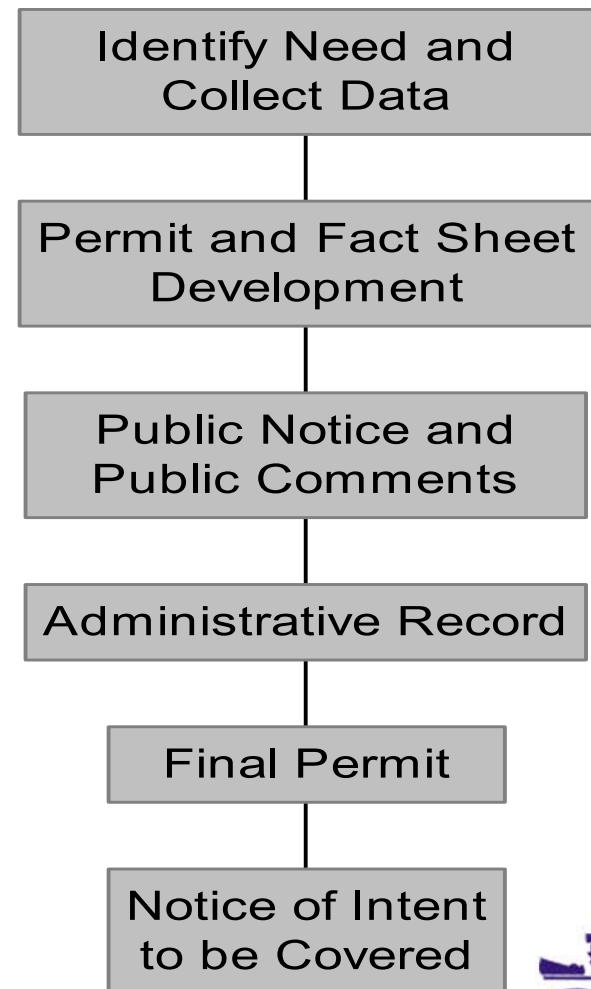 Identify Need and
Collect Data
Permit and Fact Sheet
Development
Public Notice and
Public Comments
Administrative Record
Final Permit
Notice of Intent
to be Covered